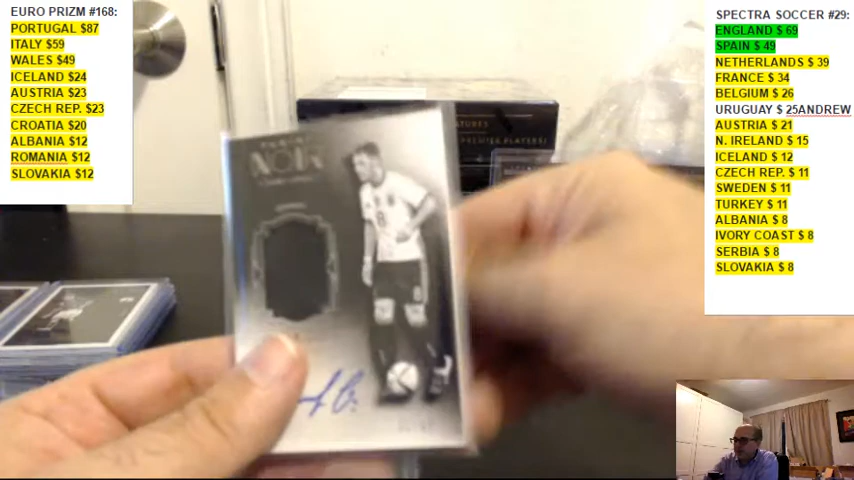 EURO PRIZM #168:
PORTUGAL $87
ITALY $59
WALES $49
ICELAND $24
AUSTRIA $23
CZECH REP. $23
CROATIA $20
ALBANIA $12
ROMANIA $12
SLOVAKIA $12
NOIR
8
8
SPECTRA SOCCER #29:
ENGLAND $ 69
SPAIN $ 49
NETHERLANDS $ 39
FRANCE $ 34
BELGIUM $ 26
URUGUAY $ 25ANDREW
AUSTRIA $ 21
N. IRELAND $ 15
ICELAND $ 12
CZECH REP. $ 11
SWEDEN $ 11
TURKEY $ 11
ALBANIA $ 8
IVORY COAST $ 8
SERBIA $ 8
SLOVAKIA $ 8